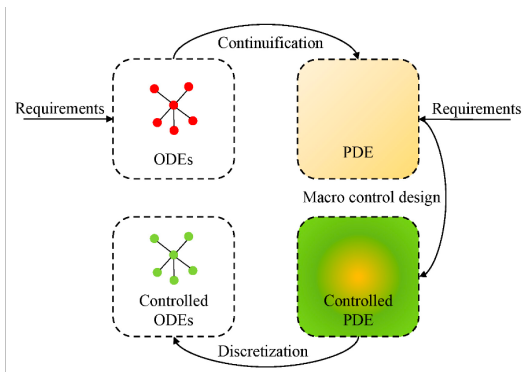 Continuification
Requirements
Requirements
ODEs
PDE
Macro control design
Controlled
ODEs
Controlled
PDE
Discretization